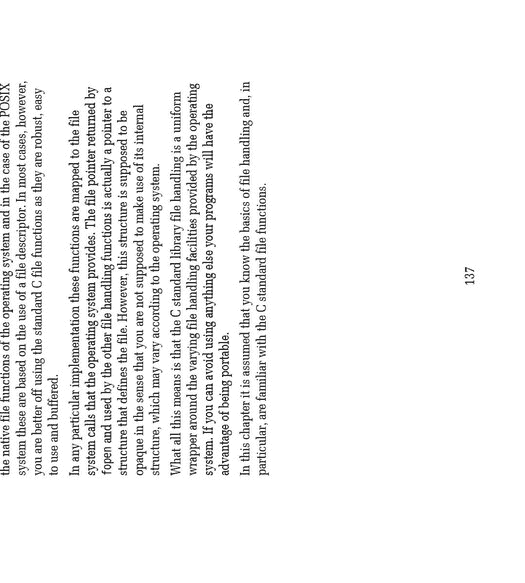 the native file functions of the operating system and in the case of the POSIX
system these are based on the use of a file descriptor. In most cases, however,
you are better off using the standard C file functions as they are robust, easy
to use and buffered.
In any particular implementation these functions are mapped to the file
system calls that the operating system provides. The file pointer returned by
fopen and used by the other file handling functions is actually a pointer to a
structure that defines the file. However, this structure is supposed to be
opaque in the sense that you are not supposed to make use of its internal
structure, which may vary according to the operating system.
What all this means is that the C standard library file handling is a uniform
wrapper around the varying file handling facilities provided by the operating
system. If you can avoid using anything else your programs will have the
advantage of being portable.
In this chapter it is assumed that you know the basics of file handling and, in
particular, are familiar with the C standard file functions.
137